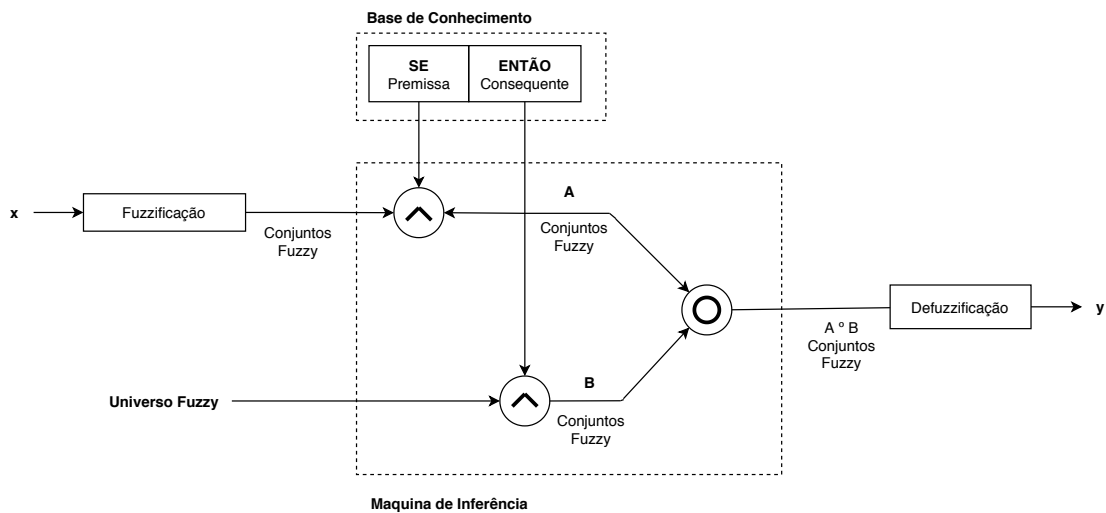 Base de Conhecimento
SE
Premissa
ENTÃO
Consequente
A
x
Fuzzificação
Conjuntos
Fuzzy
Conjuntos
Fuzzy
Defuzzificação
y
A º B
Conjuntos
Fuzzy
B
Universo Fuzzy
Conjuntos
Fuzzy
Maquina de Inferência